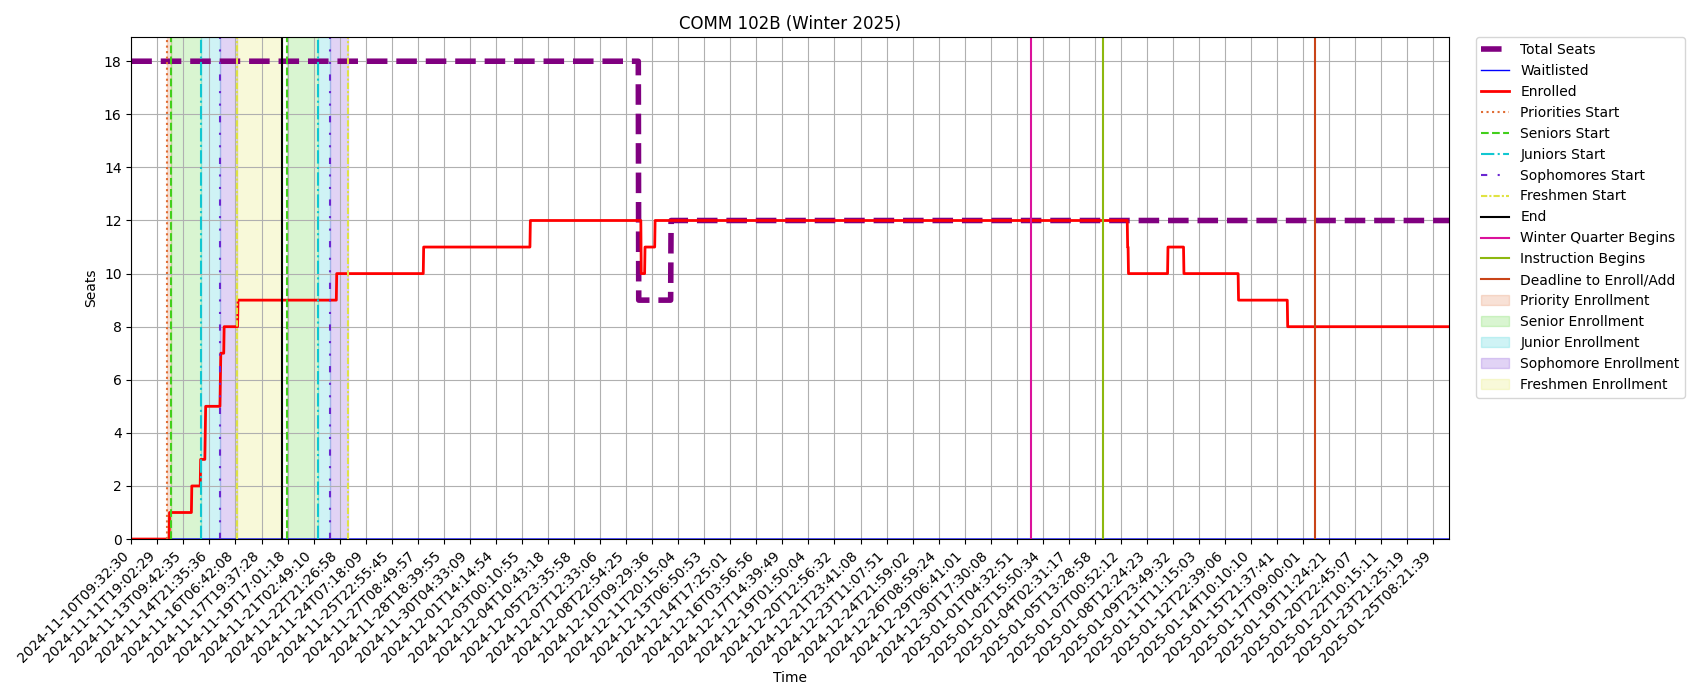 COMM 102B (Winter 2025)
Seats
18
16
14
12
10
8
6
4
2
0
2024-11-10T09:32:30
2024-11-11T19:02:29
2024-11-13T09:42:35
2024-11-14T21:35:36
2024-11-16T06:42:08
2024-11-17T19:37:28
2024-11-19T17:01:18
2024-11-21T02:49:10
2024-11-22T21:26:58
2024-11-24T07:18:09
2024-11-25T22:55:45
2024-11-27T08:49:57
2024-11-28T18:39:55
2024-11-30T04:33:09
2024-12-01T14:14:54
2024-12-03T00:10:55
2024-12-04T10:43:18
2024-12-05T23:35:58
2024-12-07T12:33:06
2024-12-08T22:54:25
2024-12-10T09:29:36
2024-12-11T20:15:04
2024-12-13T06:50:53
2024-12-14T17:25:01
2024-12-16T03:56:56
2024-12-17T14:39:49
2024-12-19T01:50:04
2024-12-20T12:56:32
2024-12-21T23:41:08
2024-12-23T11:07:51
2024-12-24T21:59:02
2024-12-26T08:59:24
2024-12-29T06:41:01
2024-12-30T17:30:08
2025-01-01T04:32:51
2025-01-02T15:50:34
2025-01-04T02:31:17
2025-01-05T13:28:58
2025-01-07T00:52:12
2025-01-08T12:24:23
2025-01-09T23:49:32
2025-01-11T11:15:03
2025-01-12T22:39:06
2025-01-14T10:10:10
2025-01-15T21:37:41
2025-01-17T09:00:01
2025-01-19T11:24:21
2025-01-20T22:45:07
2025-01-22T10:15:11
2025-01-23T21:25:19
2025-01-25T08:21:39
Time
Total Seats
Waitlisted
Enrolled
Priorities Start
Seniors Start
Juniors Start
Sophomores Start
Freshmen Start
End
Winter Quarter Begins
Instruction Begins
Deadline to Enroll/Add
Priority Enrollment
Senior Enrollment
Junior Enrollment
Sophomore Enrollment
Freshmen Enrollment